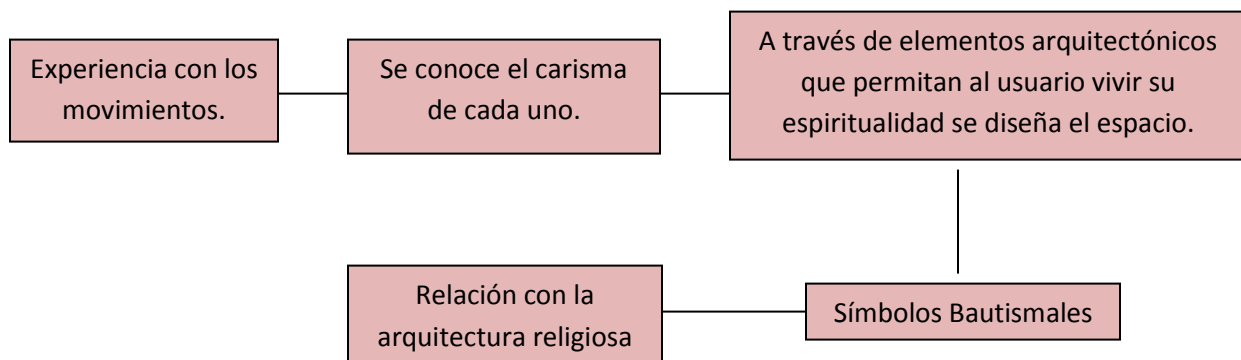 Experiencia con los
movimientos.
Se conoce el carisma
de cada uno.
A través de elementos arquitectónicos
que permitan al usuario vivir su
espiritualidad se diseña el espacio.
Símbolos Bautismales
Relación con la
arquitectura religiosa